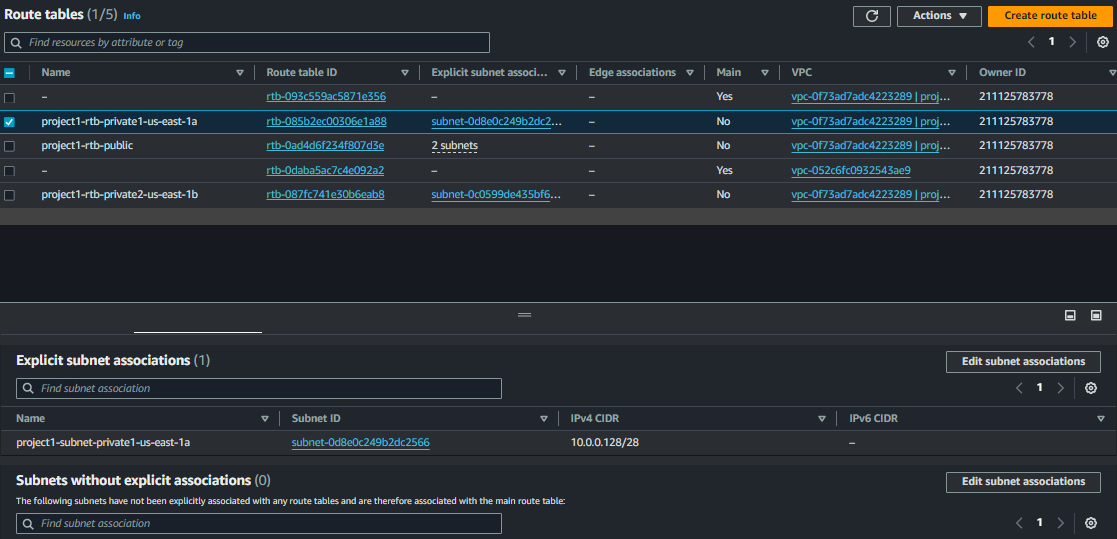 Route tables (1/5) Info
Actions
Create route table
Find resources by attribute or tag
1
Name Route table ID Explicit subnet associ... Edge associations Main VPC Owner ID
– rtb-093c559ac5871e356 – – Yes vpc-0f73ad7adc4223289 | proj... 211125783778
project1-rtb-private1-us-east-1a rtb-085b2ec00306e1a88 subnet-0d8e0c249b2dc2... – No vpc-0f73ad7adc4223289 | proj... 211125783778
project1-rtb-public rtb-0ad4d6f234f807d3e 2 subnets – No vpc-0f73ad7adc4223289 | proj... 211125783778
– rtb-0daba5ac7c4e092a2 – – Yes vpc-052c6fc0932543ae9 211125783778
project1-rtb-private2-us-east-1b rtb-087fc741e30b6eab8 subnet-0c0599de435bf6... – No vpc-0f73ad7adc4223289 | proj... 211125783778
Explicit subnet associations (1)
Edit subnet associations
Find subnet association
1
Name Subnet ID IPv4 CIDR IPv6 CIDR
project1-subnet-private1-us-east-1a subnet-0d8e0c249b2dc2566 10.0.0.128/28 –
Subnets without explicit associations (0)
Edit subnet associations
The following subnets have not been explicitly associated with any route tables and are therefore associated with the main route table:
Find subnet association
1